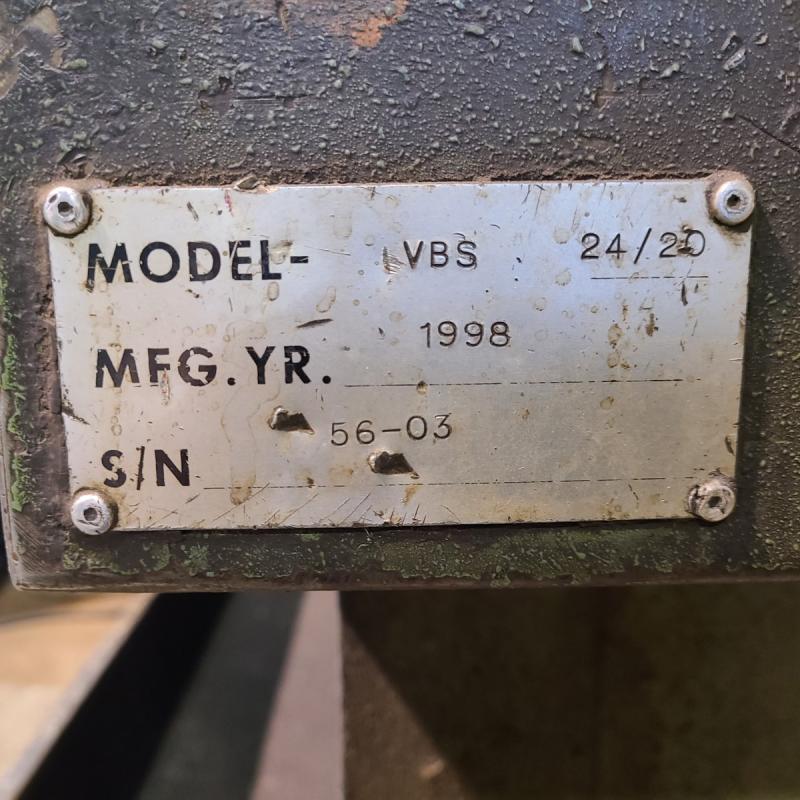 MODEL- VBS 24/20
MFG.YR. 1998
S/N 56-03